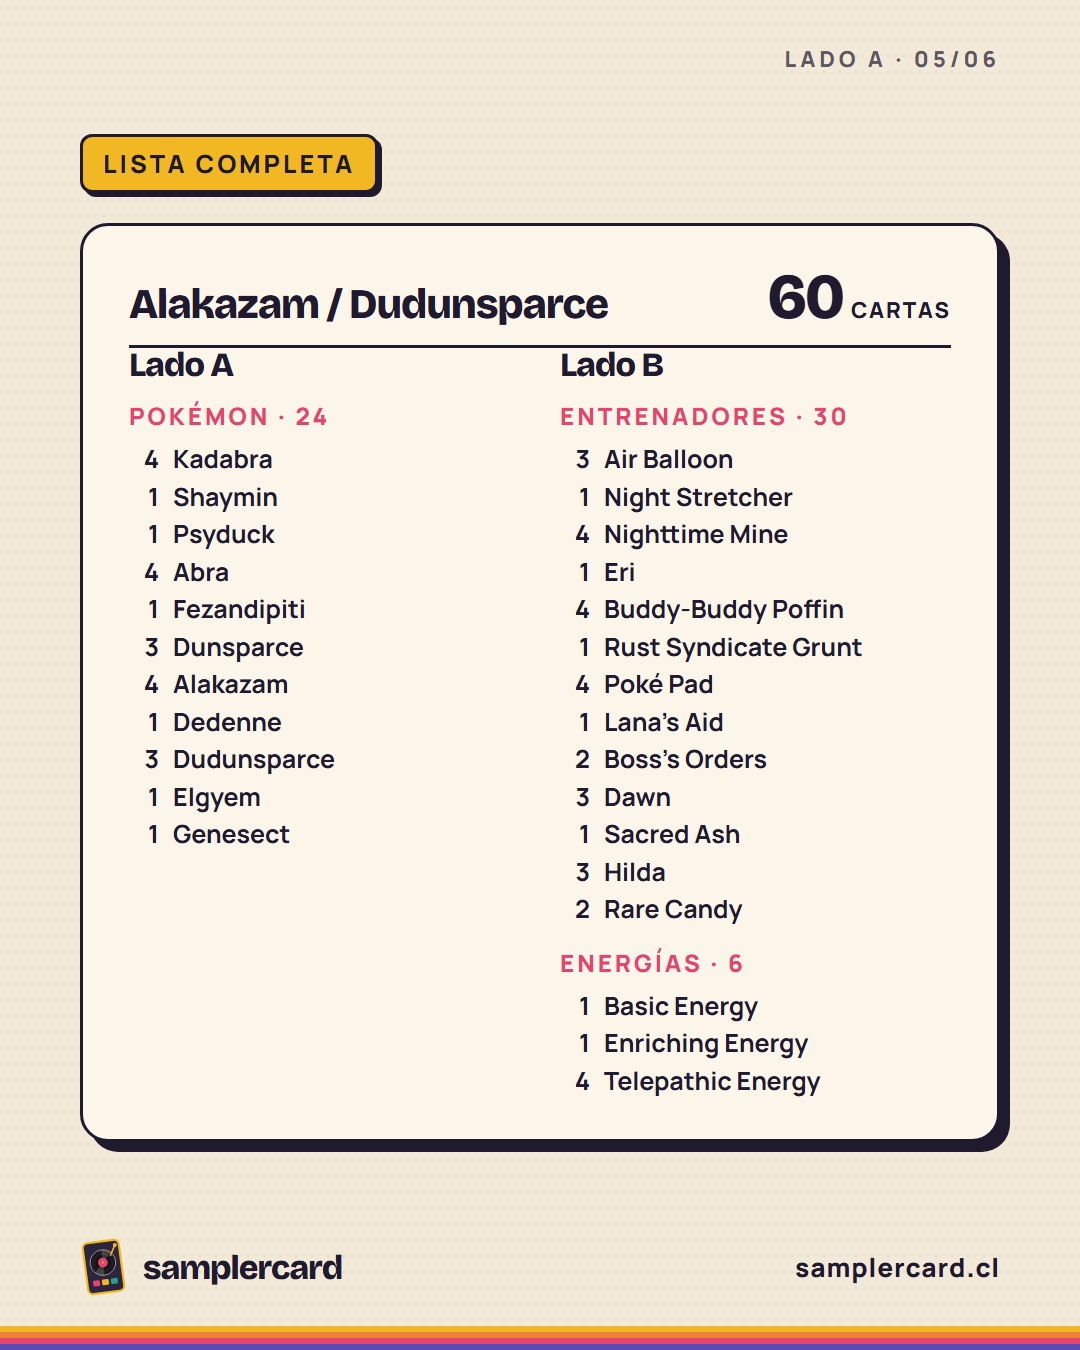 LADO A · 05/06
LISTA COMPLETA
Alakazam / Dudunsparce
60 CARTAS
Lado A
POKÉMON · 24
4 Kadabra
1 Shaymin
1 Psyduck
4 Abra
1 Fezandipiti
3 Dunsparce
4 Alakazam
1 Dedenne
3 Dudunsparce
1 Elgyem
1 Genesect
Lado B
ENTRENADORES · 30
3 Air Balloon
1 Night Stretcher
4 Nighttime Mine
1 Eri
4 Buddy-Buddy Poffin
1 Rust Syndicate Grunt
4 Poké Pad
1 Lana’s Aid
2 Boss’s Orders
3 Dawn
1 Sacred Ash
3 Hilda
2 Rare Candy
ENERGÍAS · 6
1 Basic Energy
1 Enriching Energy
4 Telepathic Energy
samplercard
samplercard.cl